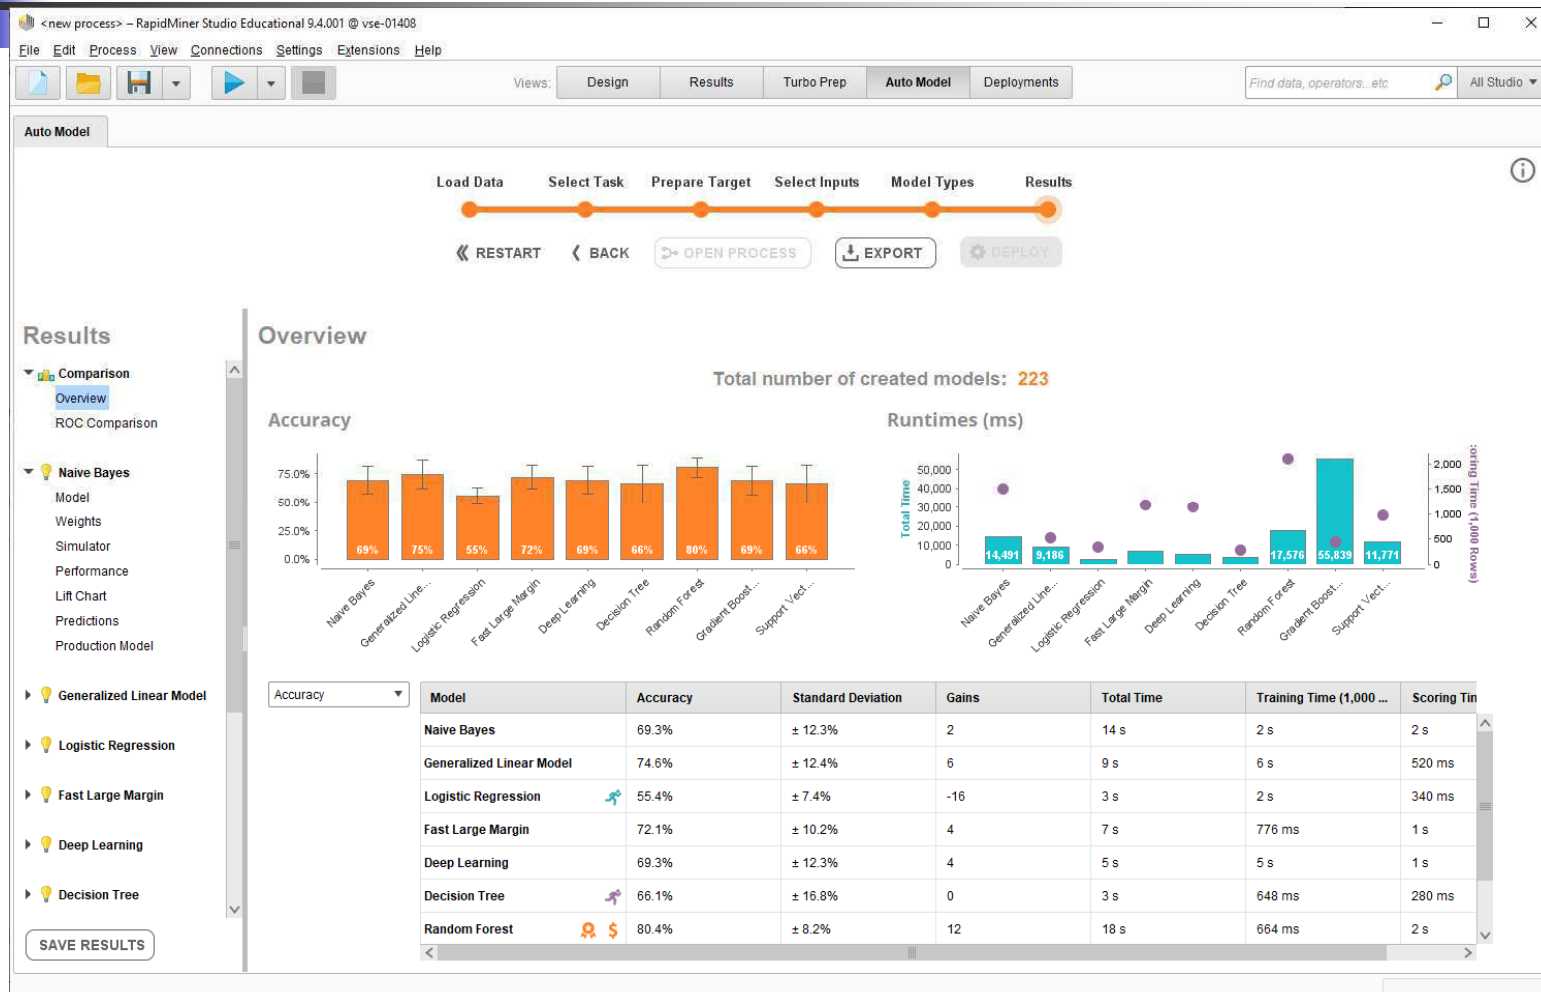 <new process> – RapidMiner Studio Educational 9.4.001 @ vse-01408
File Edit Process View Connections Settings Extensions Help
Views: Design Results Turbo Prep Auto Model Deployments
Find data, operators...etc
All Studio
Auto Model
Load Data Select Task Prepare Target Select Inputs Model Types Results
RESTART BACK OPEN PROCESS EXPORT DEPLOY
Results
Comparison
Overview
ROC Comparison
Naive Bayes
Model
Weights
Simulator
Performance
Lift Chart
Predictions
Production Model
Generalized Linear Model
Logistic Regression
Fast Large Margin
Deep Learning
Decision Tree
SAVE RESULTS
Overview
Total number of created models: 223
Accuracy
75.0%
50.0%
25.0%
0.0%
69% 75% 55% 72% 69% 66% 80% 69% 66%
Naive Bayes
Generalized Line...
Logistic Regression
Fast Large Margin
Deep Learning
Decision Tree
Random Forest
Gradient Boost...
Support Vect...
Runtimes (ms)
Total Time
50,000
40,000
30,000
20,000
10,000
0
14,491 9,186 17,576 55,839 11,771
2,000
1,500
1,000
500
0
:oring Time (1,000 Rows)
Naive Bayes
Generalized Line...
Logistic Regression
Fast Large Margin
Deep Learning
Decision Tree
Random Forest
Gradient Boost...
Support Vect...
Accuracy
Model Accuracy Standard Deviation Gains Total Time Training Time (1,000 ... Scoring Tin
Naive Bayes 69.3% ± 12.3% 2 14 s 2 s 2 s
Generalized Linear Model 74.6% ± 12.4% 6 9 s 6 s 520 ms
Logistic Regression 55.4% ± 7.4% -16 3 s 2 s 340 ms
Fast Large Margin 72.1% ± 10.2% 4 7 s 776 ms 1 s
Deep Learning 69.3% ± 12.3% 4 5 s 5 s 1 s
Decision Tree 66.1% ± 16.8% 0 3 s 648 ms 280 ms
Random Forest $ 80.4% ± 8.2% 12 18 s 664 ms 2 s